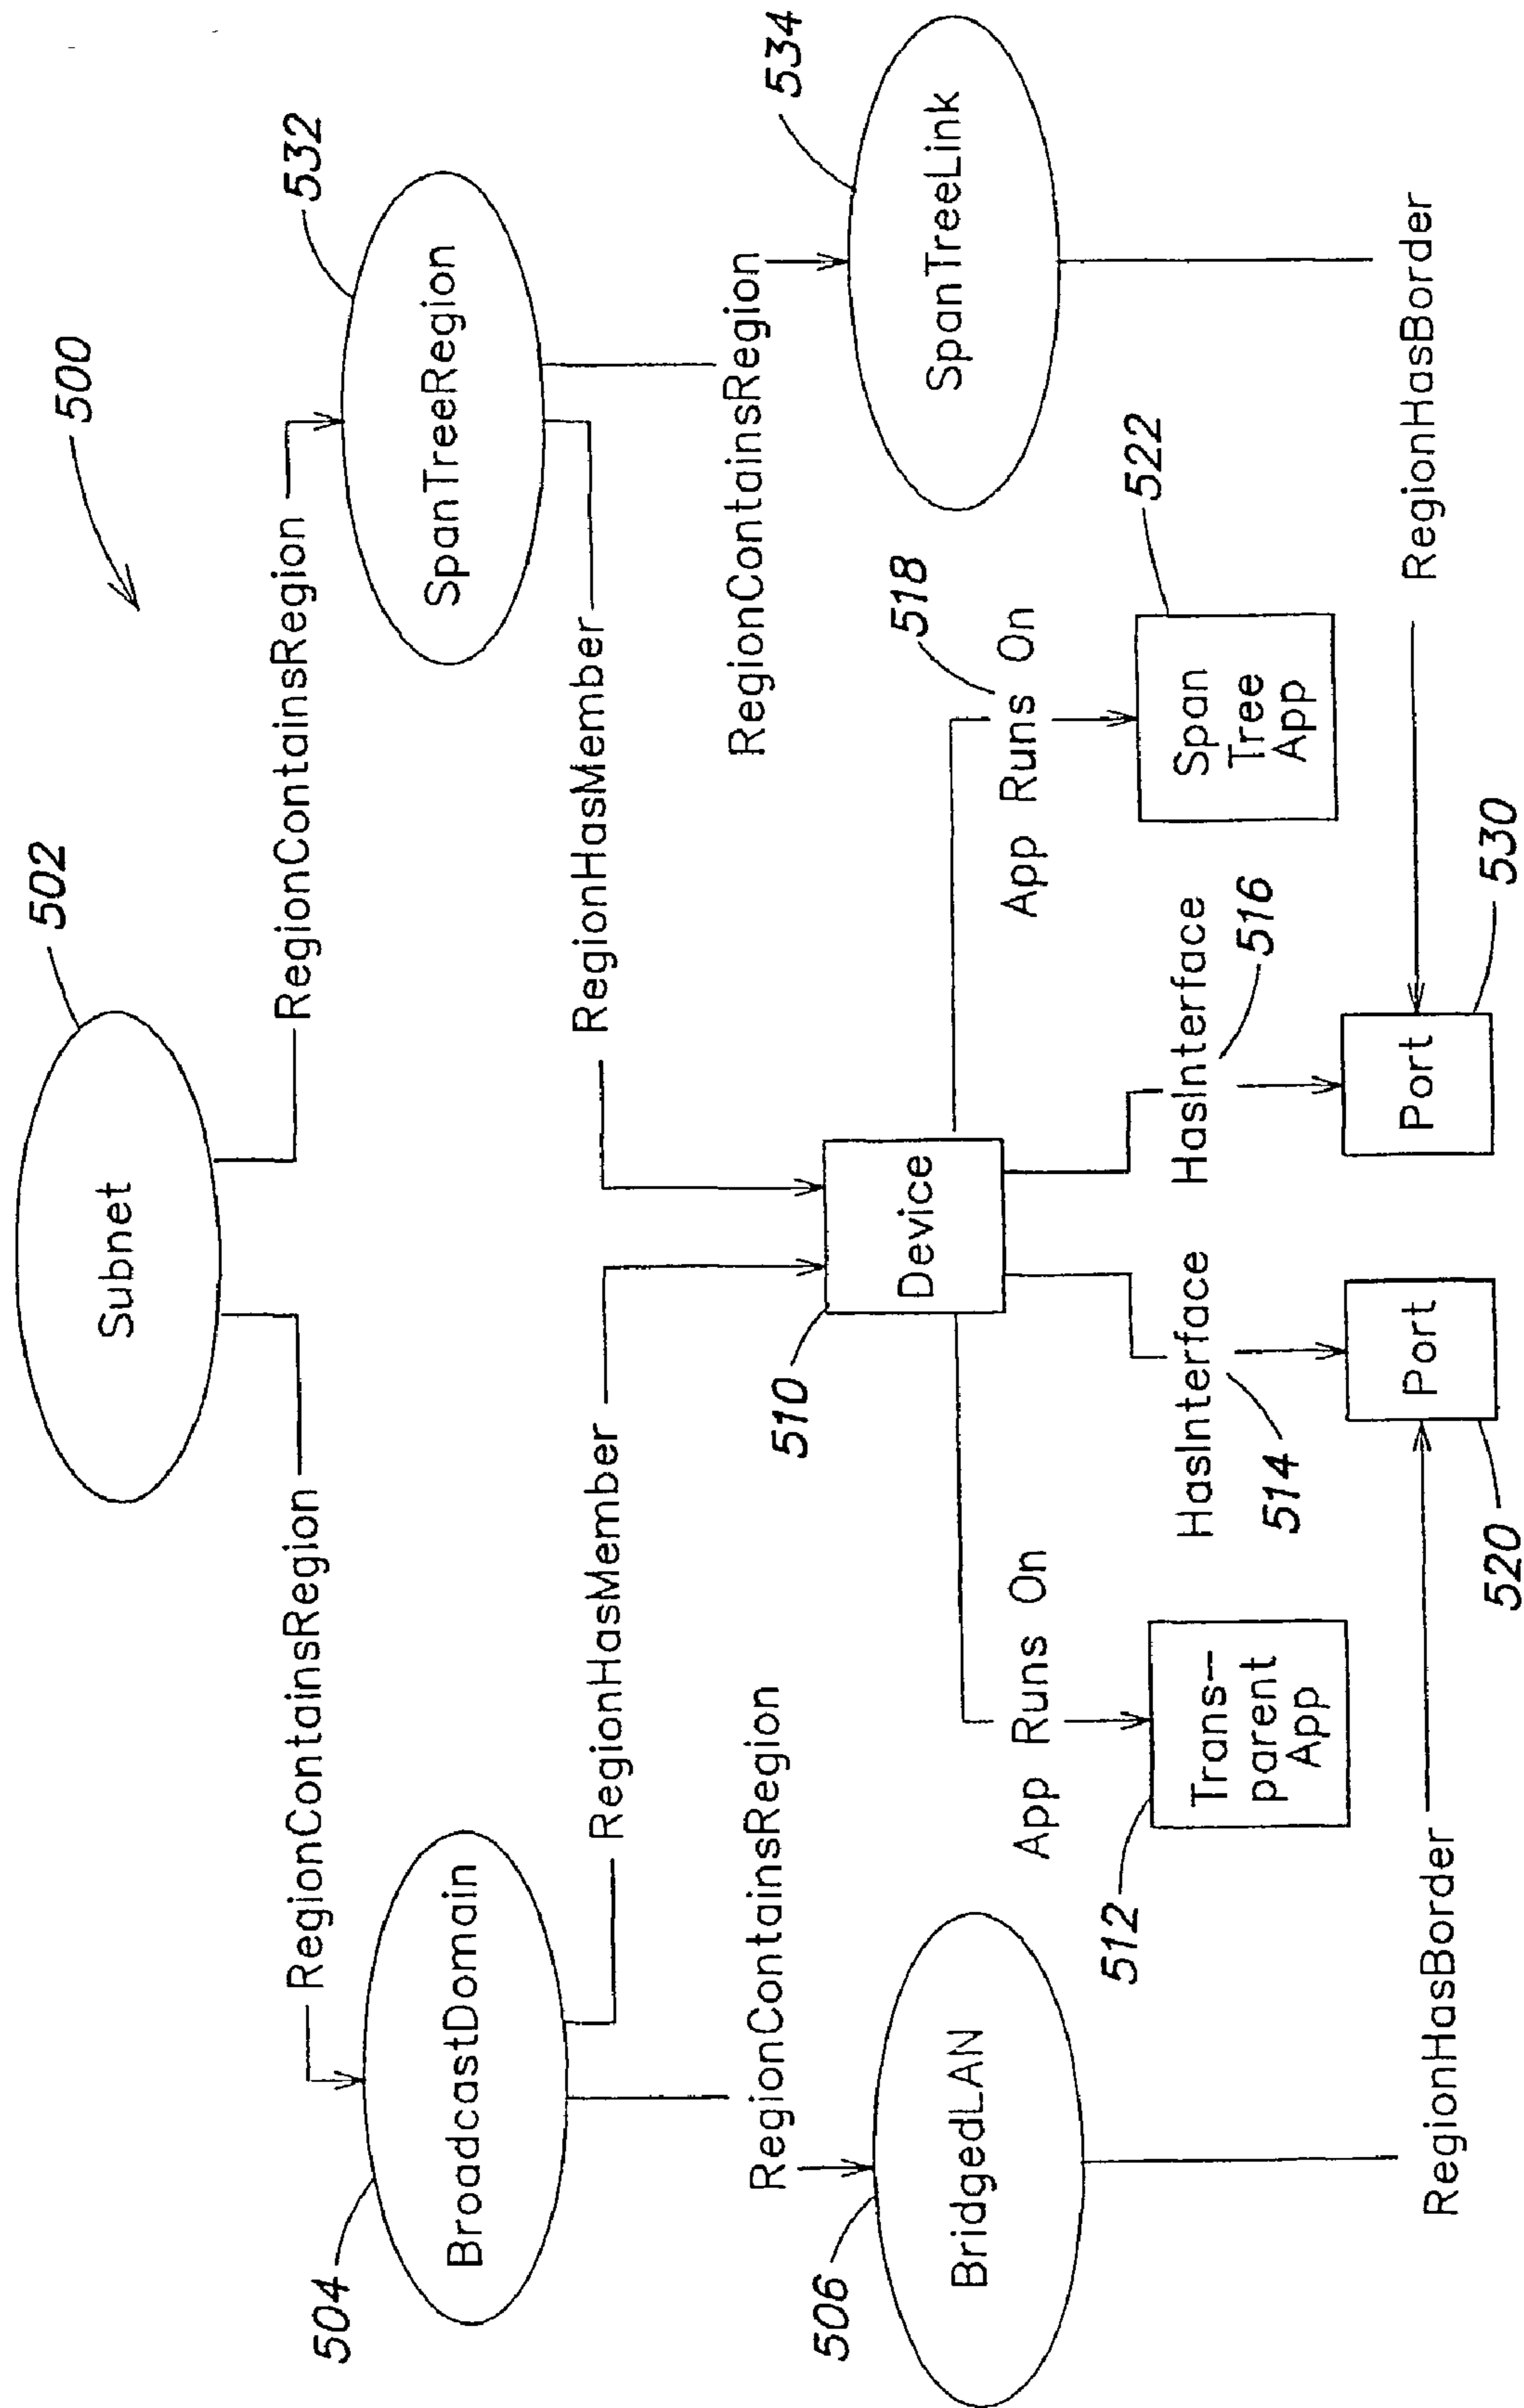 500
Subnet
502
RegionContainsRegion
RegionContainsRegion
504
BroadcastDomain
SpanTreeRegion
532
RegionHasMember
RegionHasMember
RegionContainsRegion
RegionContainsRegion
506
BridgedLAN
510
Device
SpanTreeLink
534
App Runs On
App Runs On
518
512
Trans-
parent
App
HasInterface
514
HasInterface
516
Span
Tree
App
522
RegionHasBorder
Port
520
Port
530
RegionHasBorder